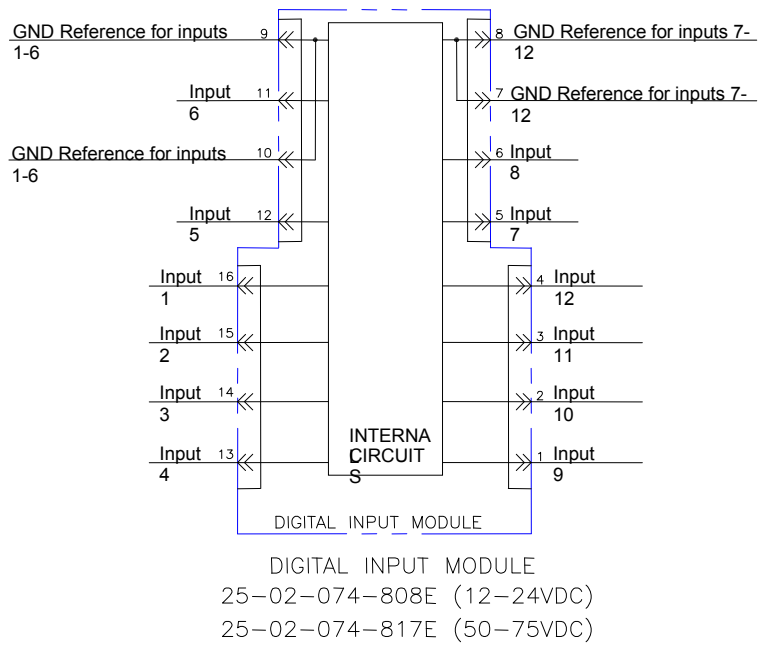 GND Reference for inputs 9
1-6
8 GND Reference for inputs 7-
12
Input 11
6
7 GND Reference for inputs 7-
12
GND Reference for inputs 10
1-6
6 Input
8
Input 12
5
5 Input
7
Input 16
1
4 Input
12
Input 15
2
3 Input
11
Input 14
3
2 Input
10
Input 13
4
1 Input
9
INTERNA
L
CIRCUIT
S
DIGITAL INPUT MODULE
DIGITAL INPUT MODULE
25-02-074-808E (12-24VDC)
25-02-074-817E (50-75VDC)